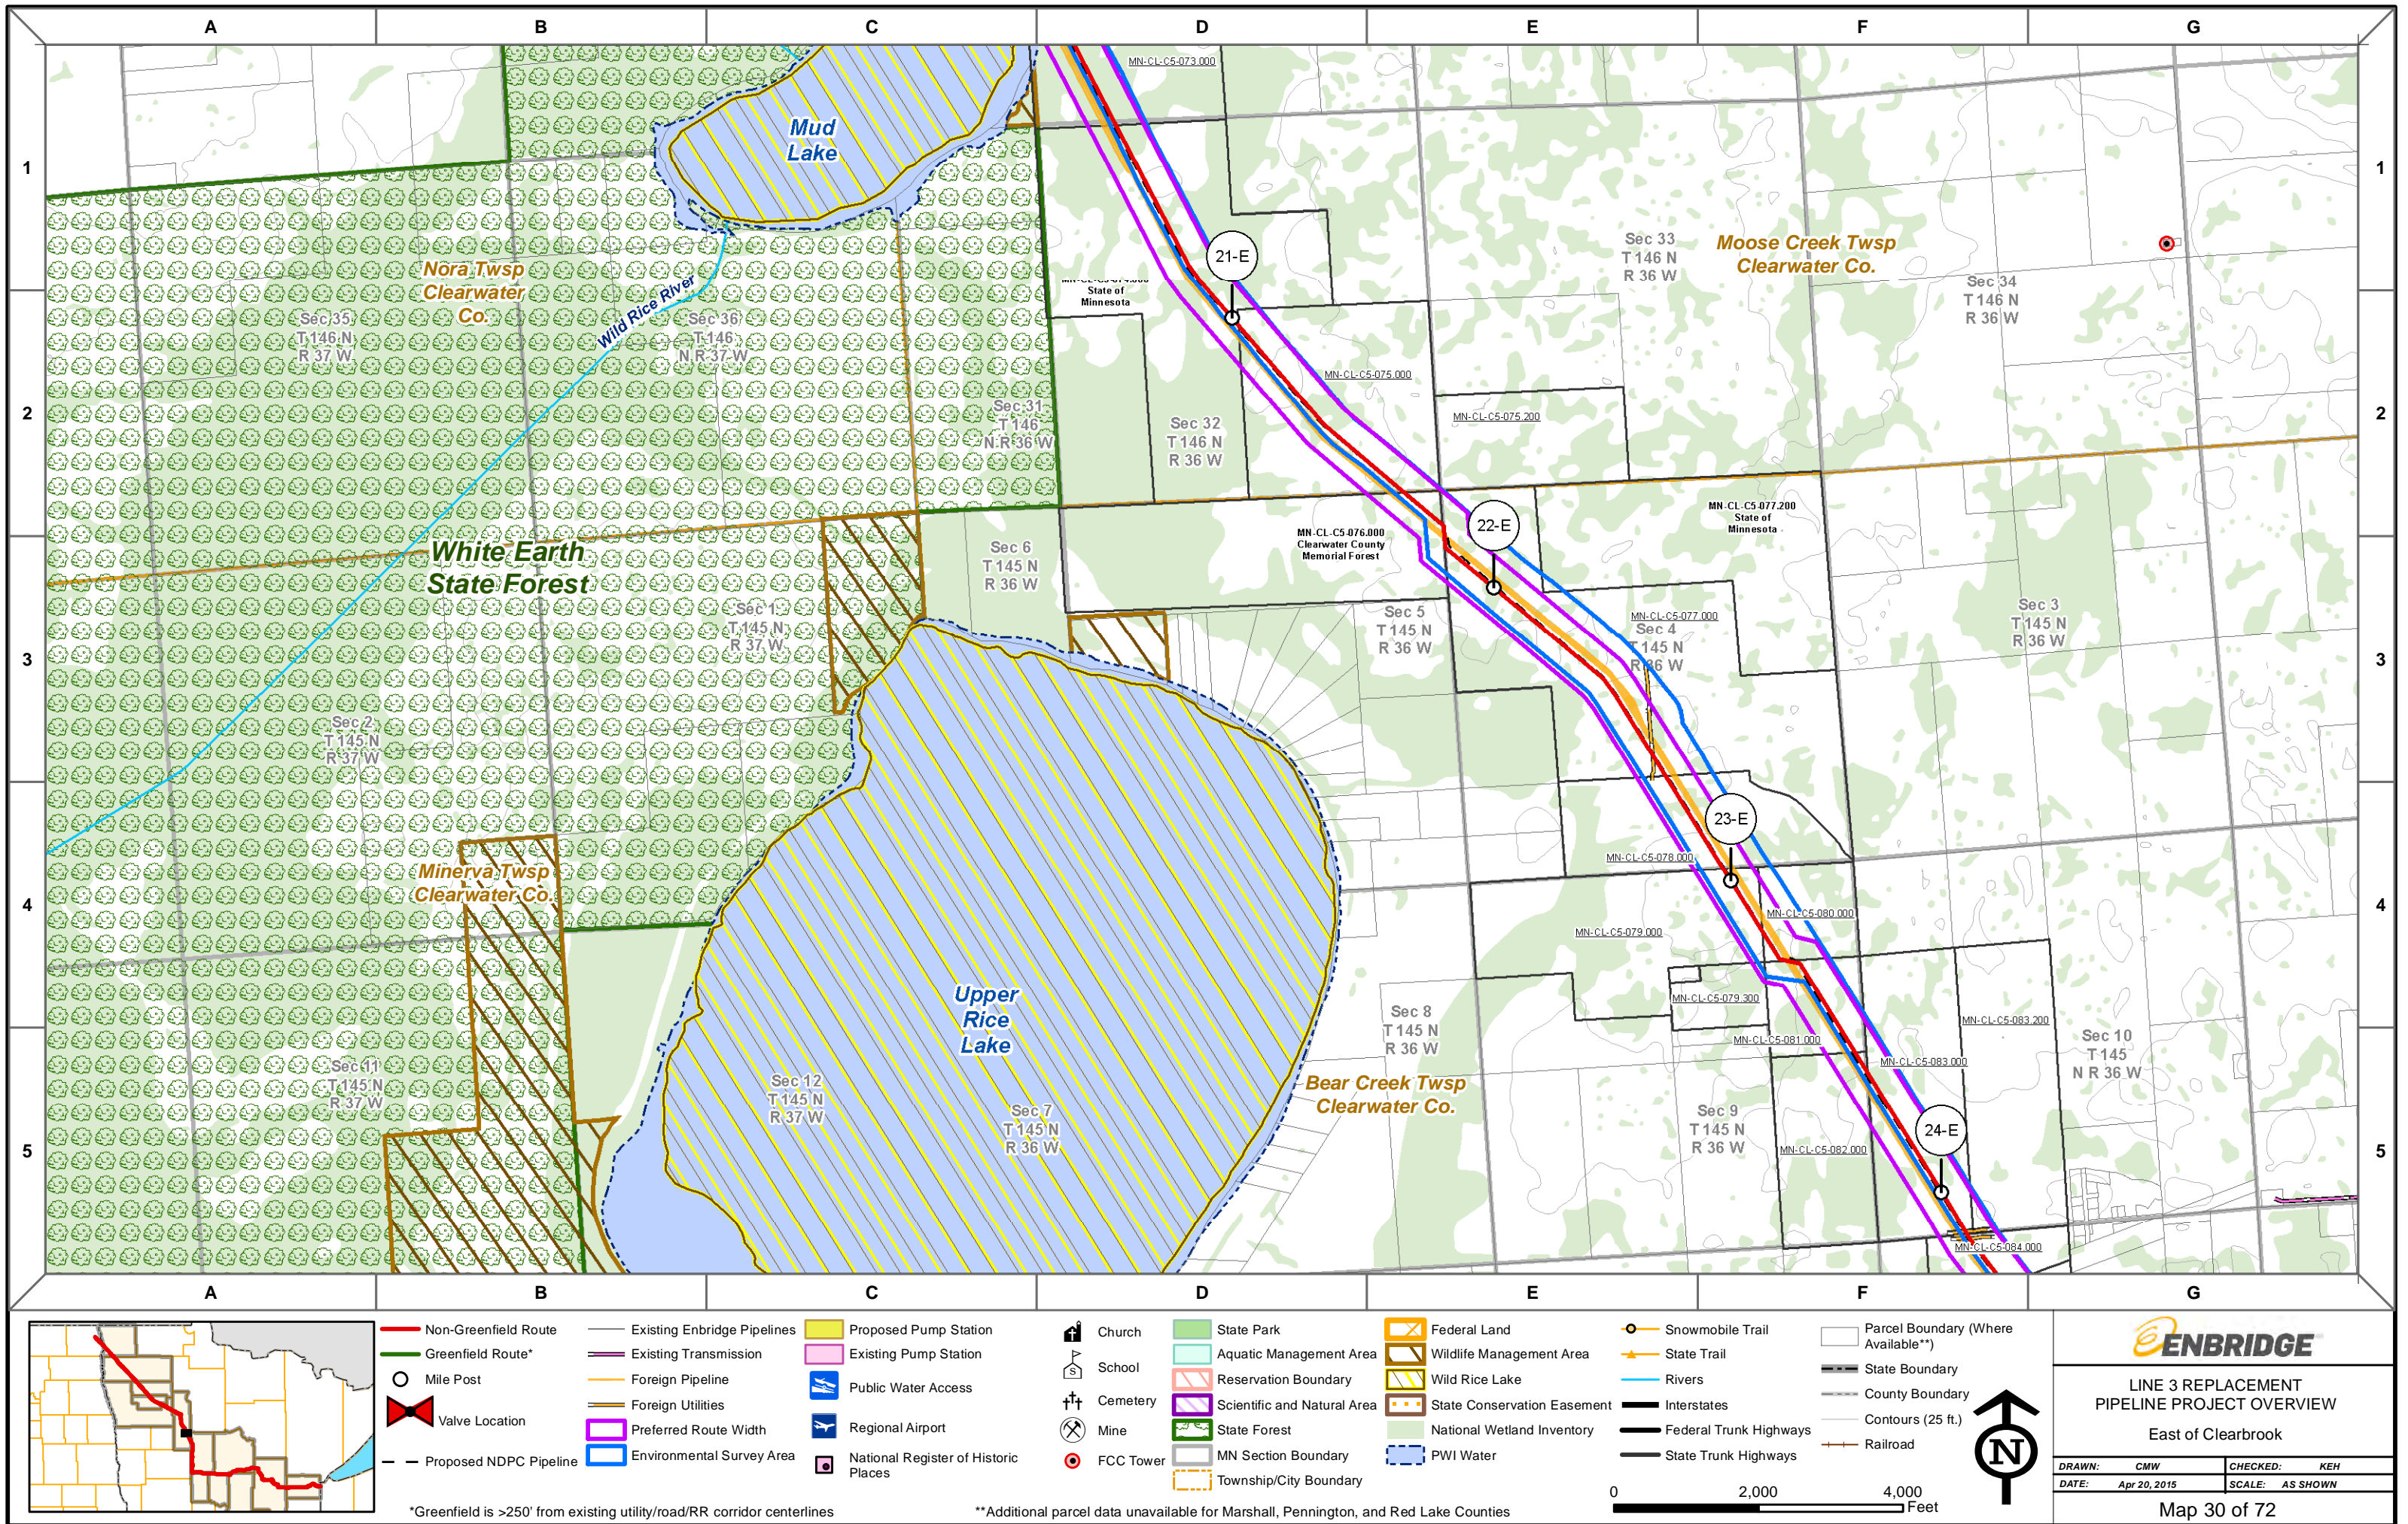 A B C D E F G
1
2
3
4
5
1
2
3
4
5
MN-CL-C5-073.000
Mud
Lake
21-E
Sec 33
T 146 N
R 36 W
Moose Creek Twsp
Clearwater Co.
Nora Twsp
Clearwater
Co.
State of
Minnesota
Sec 34
T 146 N
R 36 W
Wild Rice River
Sec 35
T 146 N
R 37 W
Sec 36
T 146
N R 37 W
MN-CL-C5-075.000
Sec 31
T 146
N R 36 W
Sec 32
T 146 N
R 36 W
MN-CL-C5-075.200
MN-CL-C5-076.000
Clearwater County
Memorial Forest
22-E
MN-CL-C5-077.200
State of
Minnesota
White Earth
State Forest
Sec 6
T 145 N
R 36 W
Sec 1
T 145 N
R 37 W
Sec 5
T 145 N
R 36 W
MN-CL-C5-077.000
Sec 4
T 145 N
R 36 W
Sec 3
T 145 N
R 36 W
Sec 2
T 145 N
R 37 W
23-E
MN-CL-C5-078.000
Minerva Twsp
Clearwater Co.
MN-CL-C5-080.000
MN-CL-C5-079.000
Upper
Rice
Lake
MN-CL-C5-079.300
Sec 8
T 145 N
R 36 W
MN-CL-C5-083.200
MN-CL-C5-081.000
Sec 10
T 145
N R 36 W
MN-CL-C5-083.000
Sec 11
T 145 N
R 37 W
Sec 12
T 145 N
R 37 W
Sec 7
T 145 N
R 36 W
Bear Creek Twsp
Clearwater Co.
Sec 9
T 145 N
R 36 W
24-E
MN-CL-C5-082.000
MN-CL-C5-084.000
A B C D E F G
Non-Greenfield Route
Greenfield Route*
Mile Post
Valve Location
Proposed NDPC Pipeline
Existing Enbridge Pipelines
Existing Transmission
Foreign Pipeline
Foreign Utilities
Preferred Route Width
Environmental Survey Area
Proposed Pump Station
Existing Pump Station
Public Water Access
Regional Airport
National Register of Historic
Places
Church
S
School
Cemetery
Mine
FCC Tower
State Park
Aquatic Management Area
Reservation Boundary
Scientific and Natural Area
State Forest
MN Section Boundary
Township/City Boundary
Federal Land
Wildlife Management Area
Wild Rice Lake
State Conservation Easement
National Wetland Inventory
PWI Water
Snowmobile Trail
State Trail
Rivers
Interstates
Federal Trunk Highways
State Trunk Highways
Parcel Boundary (Where
Available**)
State Boundary
County Boundary
Contours (25 ft.)
Railroad
N
0 2,000 4,000
Feet
*Greenfield is >250' from existing utility/road/RR corridor centerlines
**Additional parcel data unavailable for Marshall, Pennington, and Red Lake Counties
ENBRIDGE
LINE 3 REPLACEMENT
PIPELINE PROJECT OVERVIEW
East of Clearbrook
DRAWN: CMW CHECKED: KEH
DATE: Apr 20, 2015 SCALE: AS SHOWN
Map 30 of 72